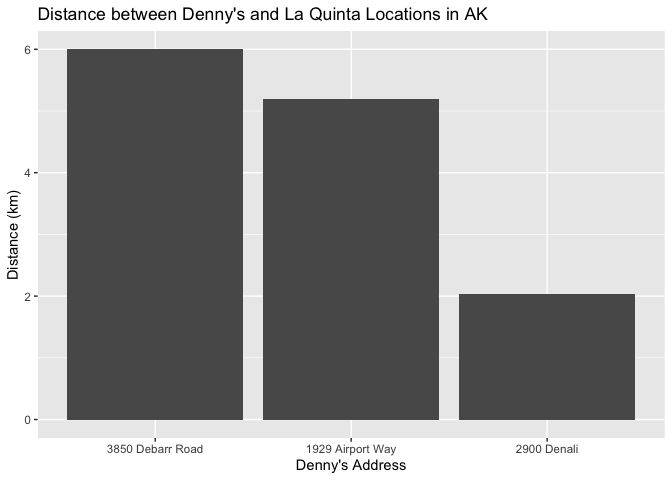 Distance between Denny's and La Quinta Locations in AK
Distance (km)
6
4
2
0
3850 Debarr Road
1929 Airport Way
2900 Denali
Denny's Address